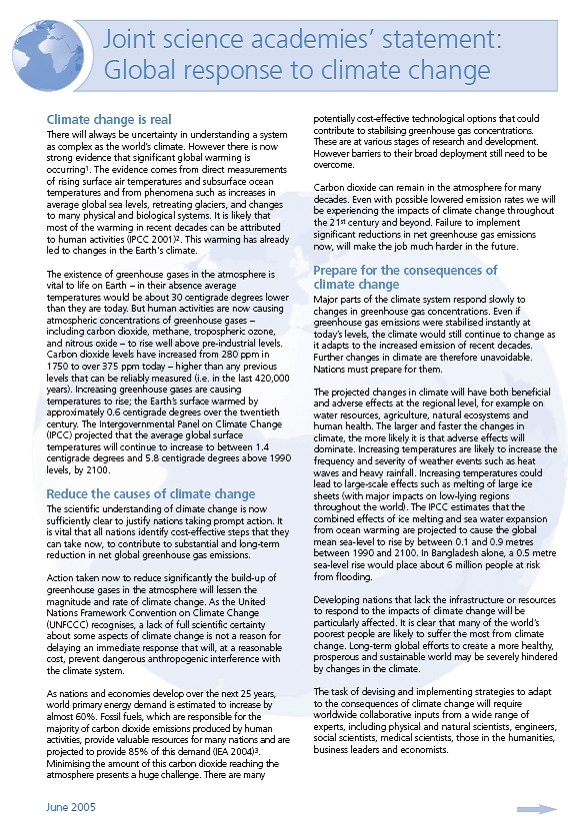 Joint science academies' statement:
Global response to climate change
Climate change is real
There will always be uncertainty in understanding a system
as complex as the world's climate. However there is now
strong evidence that significant global warming is
occurring1. The evidence comes from direct measurements
of rising surface air temperatures and subsurface ocean
temperatures and from phenomena such as increases in
average global sea levels, retreating glaciers, and changes
to many physical and biological systems. It is likely that
most of the warming in recent decades can be attributed
to human activities (IPCC 2001)2. This warming has already
led to changes in the Earth's climate.
The existence of greenhouse gases in the atmosphere is
vital to life on Earth – in their absence average
temperatures would be about 30 centigrade degrees lower
than they are today. But human activities are now causing
atmospheric concentrations of greenhouse gases –
including carbon dioxide, methane, tropospheric ozone,
and nitrous oxide – to rise well above pre-industrial levels.
Carbon dioxide levels have increased from 280 ppm in
1750 to over 375 ppm today – higher than any previous
levels that can be reliably measured (i.e. in the last 420,000
years). Increasing greenhouse gases are causing
temperatures to rise; the Earth's surface warmed by
approximately 0.6 centigrade degrees over the twentieth
century. The Intergovernmental Panel on Climate Change
(IPCC) projected that the average global surface
temperatures will continue to increase to between 1.4
centigrade degrees and 5.8 centigrade degrees above 1990
levels, by 2100.
Reduce the causes of climate change
The scientific understanding of climate change is now
sufficiently clear to justify nations taking prompt action. It
is vital that all nations identify cost-effective steps that they
can take now, to contribute to substantial and long-term
reduction in net global greenhouse gas emissions.
Action taken now to reduce significantly the build-up of
greenhouse gases in the atmosphere will lessen the
magnitude and rate of climate change. As the United
Nations Framework Convention on Climate Change
(UNFCCC) recognises, a lack of full scientific certainty
about some aspects of climate change is not a reason for
delaying an immediate response that will, at a reasonable
cost, prevent dangerous anthropogenic interference with
the climate system.
As nations and economies develop over the next 25 years,
world primary energy demand is estimated to increase by
almost 60%. Fossil fuels, which are responsible for the
majority of carbon dioxide emissions produced by human
activities, provide valuable resources for many nations and are
projected to provide 85% of this demand (IEA 2004)3.
Minimising the amount of this carbon dioxide reaching the
atmosphere presents a huge challenge. There are many
potentially cost-effective technological options that could
contribute to stabilising greenhouse gas concentrations.
These are at various stages of research and development.
However barriers to their broad deployment still need to be
overcome.
Carbon dioxide can remain in the atmosphere for many
decades. Even with possible lowered emission rates we will
be experiencing the impacts of climate change throughout
the 21st century and beyond. Failure to implement
significant reductions in net greenhouse gas emissions
now, will make the job much harder in the future.
Prepare for the consequences of
climate change
Major parts of the climate system respond slowly to
changes in greenhouse gas concentrations. Even if
greenhouse gas emissions were stabilised instantly at
today's levels, the climate would still continue to change as
it adapts to the increased emission of recent decades.
Further changes in climate are therefore unavoidable.
Nations must prepare for them.
The projected changes in climate will have both beneficial
and adverse effects at the regional level, for example on
water resources, agriculture, natural ecosystems and
human health. The larger and faster the changes in
climate, the more likely it is that adverse effects will
dominate. Increasing temperatures are likely to increase the
frequency and severity of weather events such as heat
waves and heavy rainfall. Increasing temperatures could
lead to large-scale effects such as melting of large ice
sheets (with major impacts on low-lying regions
throughout the world). The IPCC estimates that the
combined effects of ice melting and sea water expansion
from ocean warming are projected to cause the global
mean sea-level to rise by between 0.1 and 0.9 metres
between 1990 and 2100. In Bangladesh alone, a 0.5 metre
sea-level rise would place about 6 million people at risk
from flooding.
Developing nations that lack the infrastructure or resources
to respond to the impacts of climate change will be
particularly affected. It is clear that many of the world's
poorest people are likely to suffer the most from climate
change. Long-term global efforts to create a more healthy,
prosperous and sustainable world may be severely hindered
by changes in the climate.
The task of devising and implementing strategies to adapt
to the consequences of climate change will require
worldwide collaborative inputs from a wide range of
experts, including physical and natural scientists, engineers,
social scientists, medical scientists, those in the humanities,
business leaders and economists.
June 2005